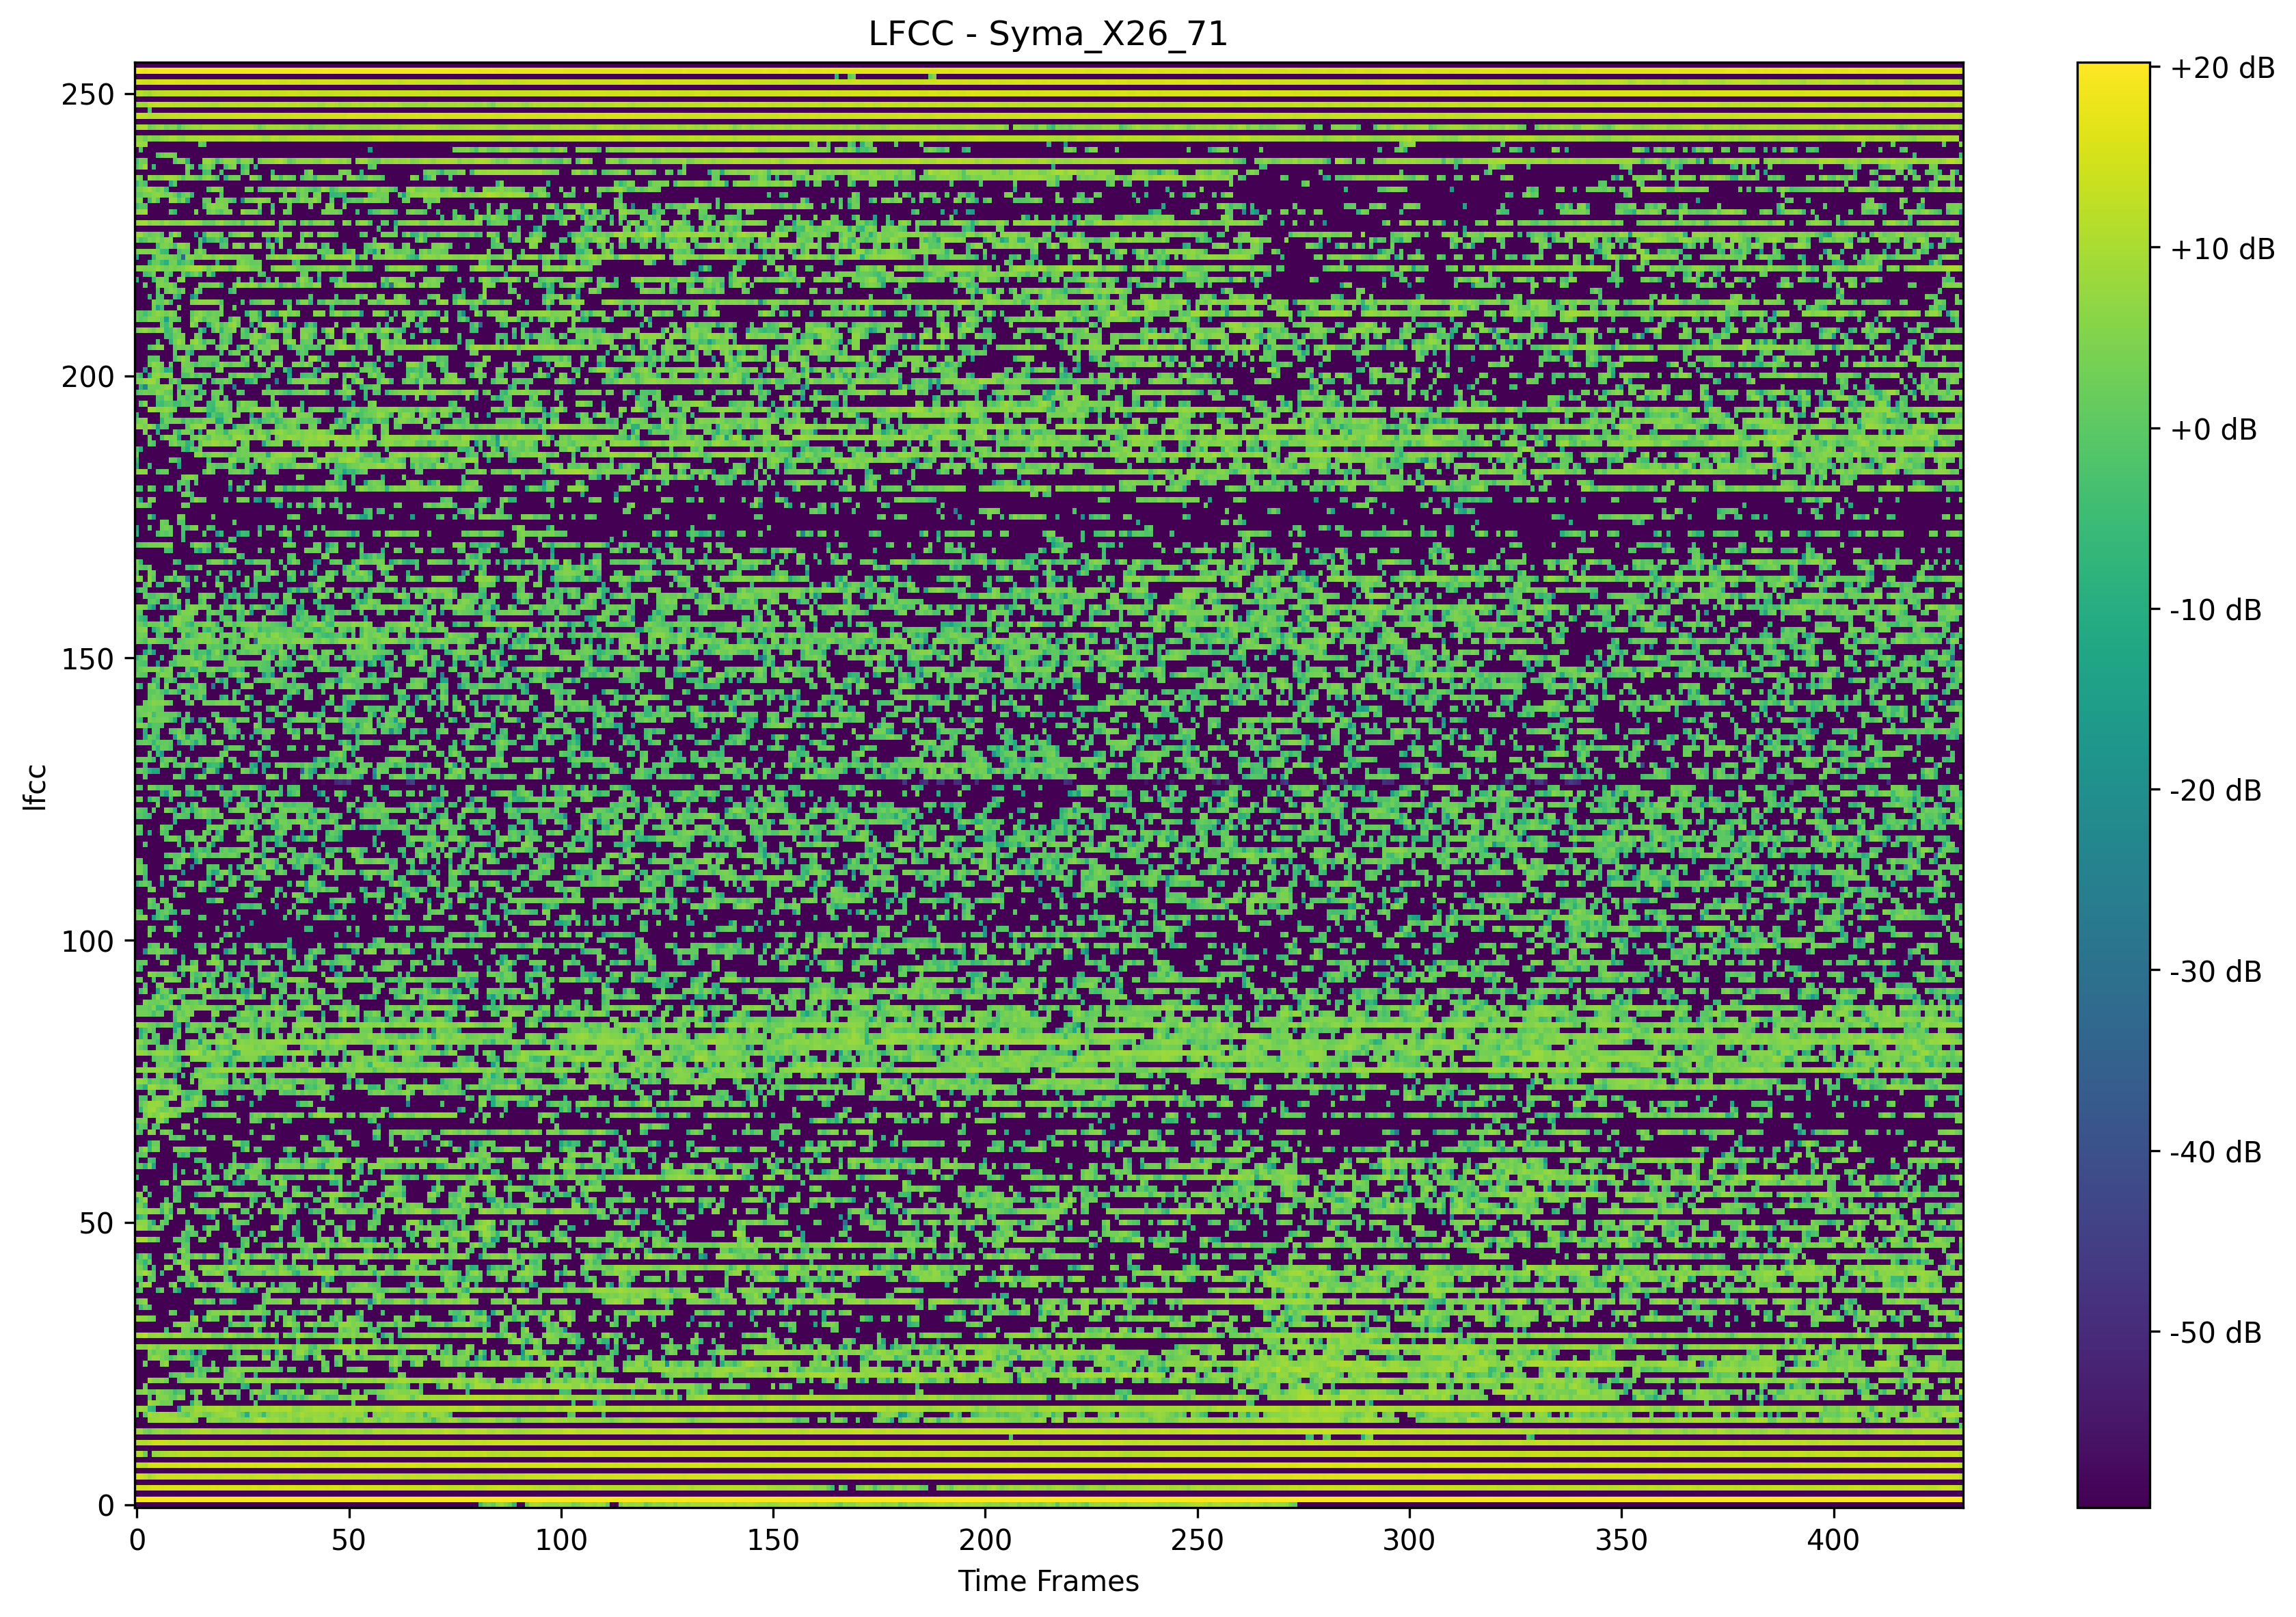 LFCC - Syma_X26_71
+20 dB
+10 dB
+0 dB
-10 dB
-20 dB
-30 dB
-40 dB
-50 dB
250
200
150
100
50
0
lfcc
0 50 100 150 200 250 300 350 400
Time Frames